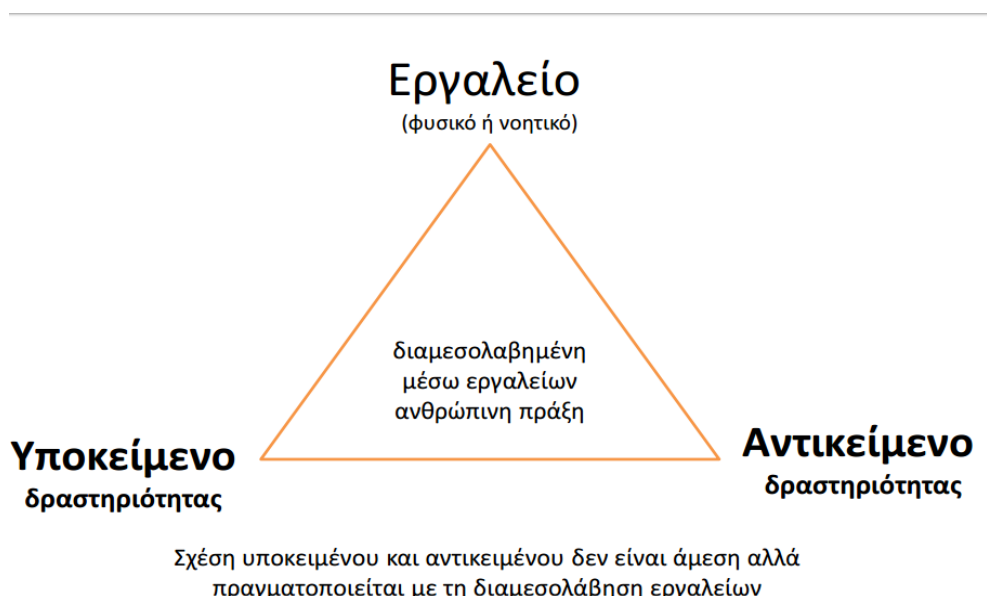 Εργαλείο
(φυσικό ή νοητικό)
διαμεσολαβημένη
μέσω εργαλείων
ανθρώπινη πράξη
Υποκείμενο
δραστηριότητας
Αντικείμενο
δραστηριότητας
Σχέση υποκειμένου και αντικειμένου δεν είναι άμεση αλλά
πραγματοποιείται με τη διαμεσολάβηση εργαλείων